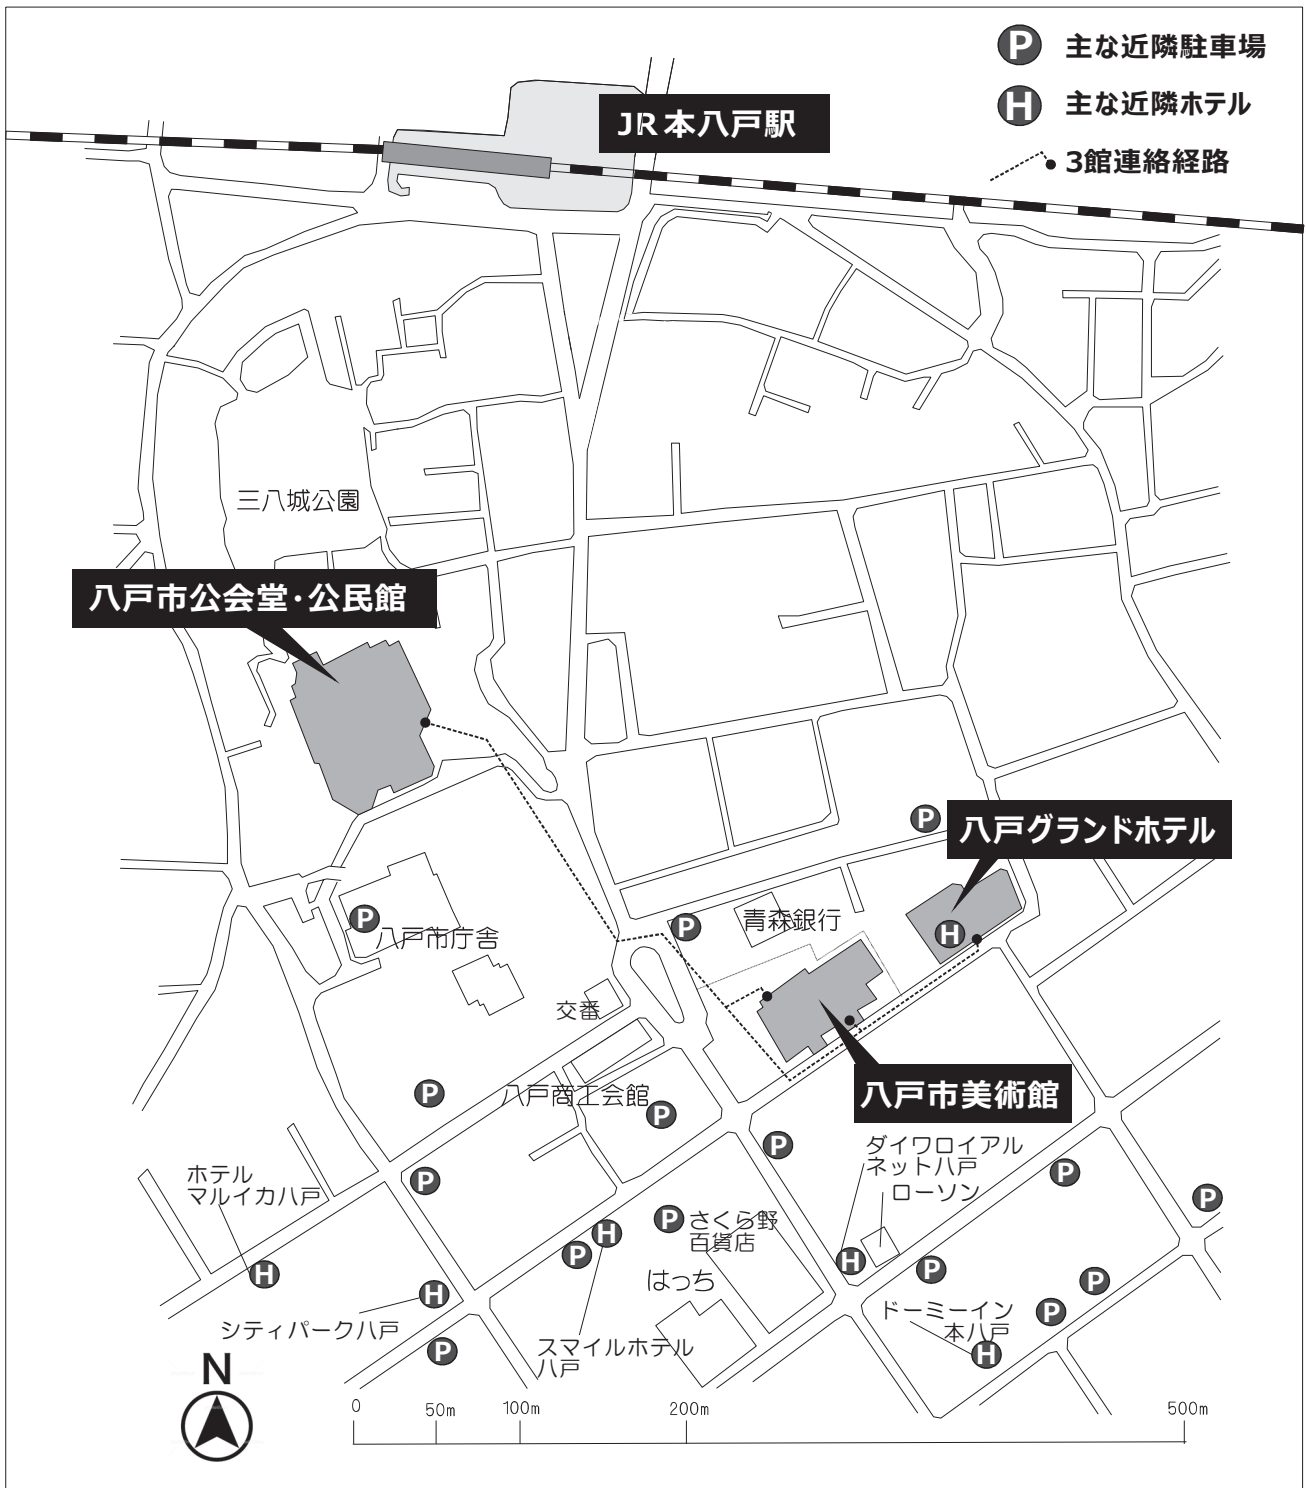 P 主な近隣駐車場
H 主な近隣ホテル
3館連絡経路
JR本八戸駅
三八城公園
八戸市公会堂・公民館
P
八戸グランドホテル
H
P
青森銀行
P
八戸市庁舎
交番
八戸市美術館
P
八戸商工会館
P
P
ダイワロイアル
ネット八戸
ローソン
P
P
P
ホテル
マルイカ八戸
P
さくら野
百貨店
H
P
H
P
はっち
H
H
P
P
シティパーク八戸
ドーミーイン
本八戸
H
P
スマイルホテル
八戸
N
0
50m
100m
200m
500m